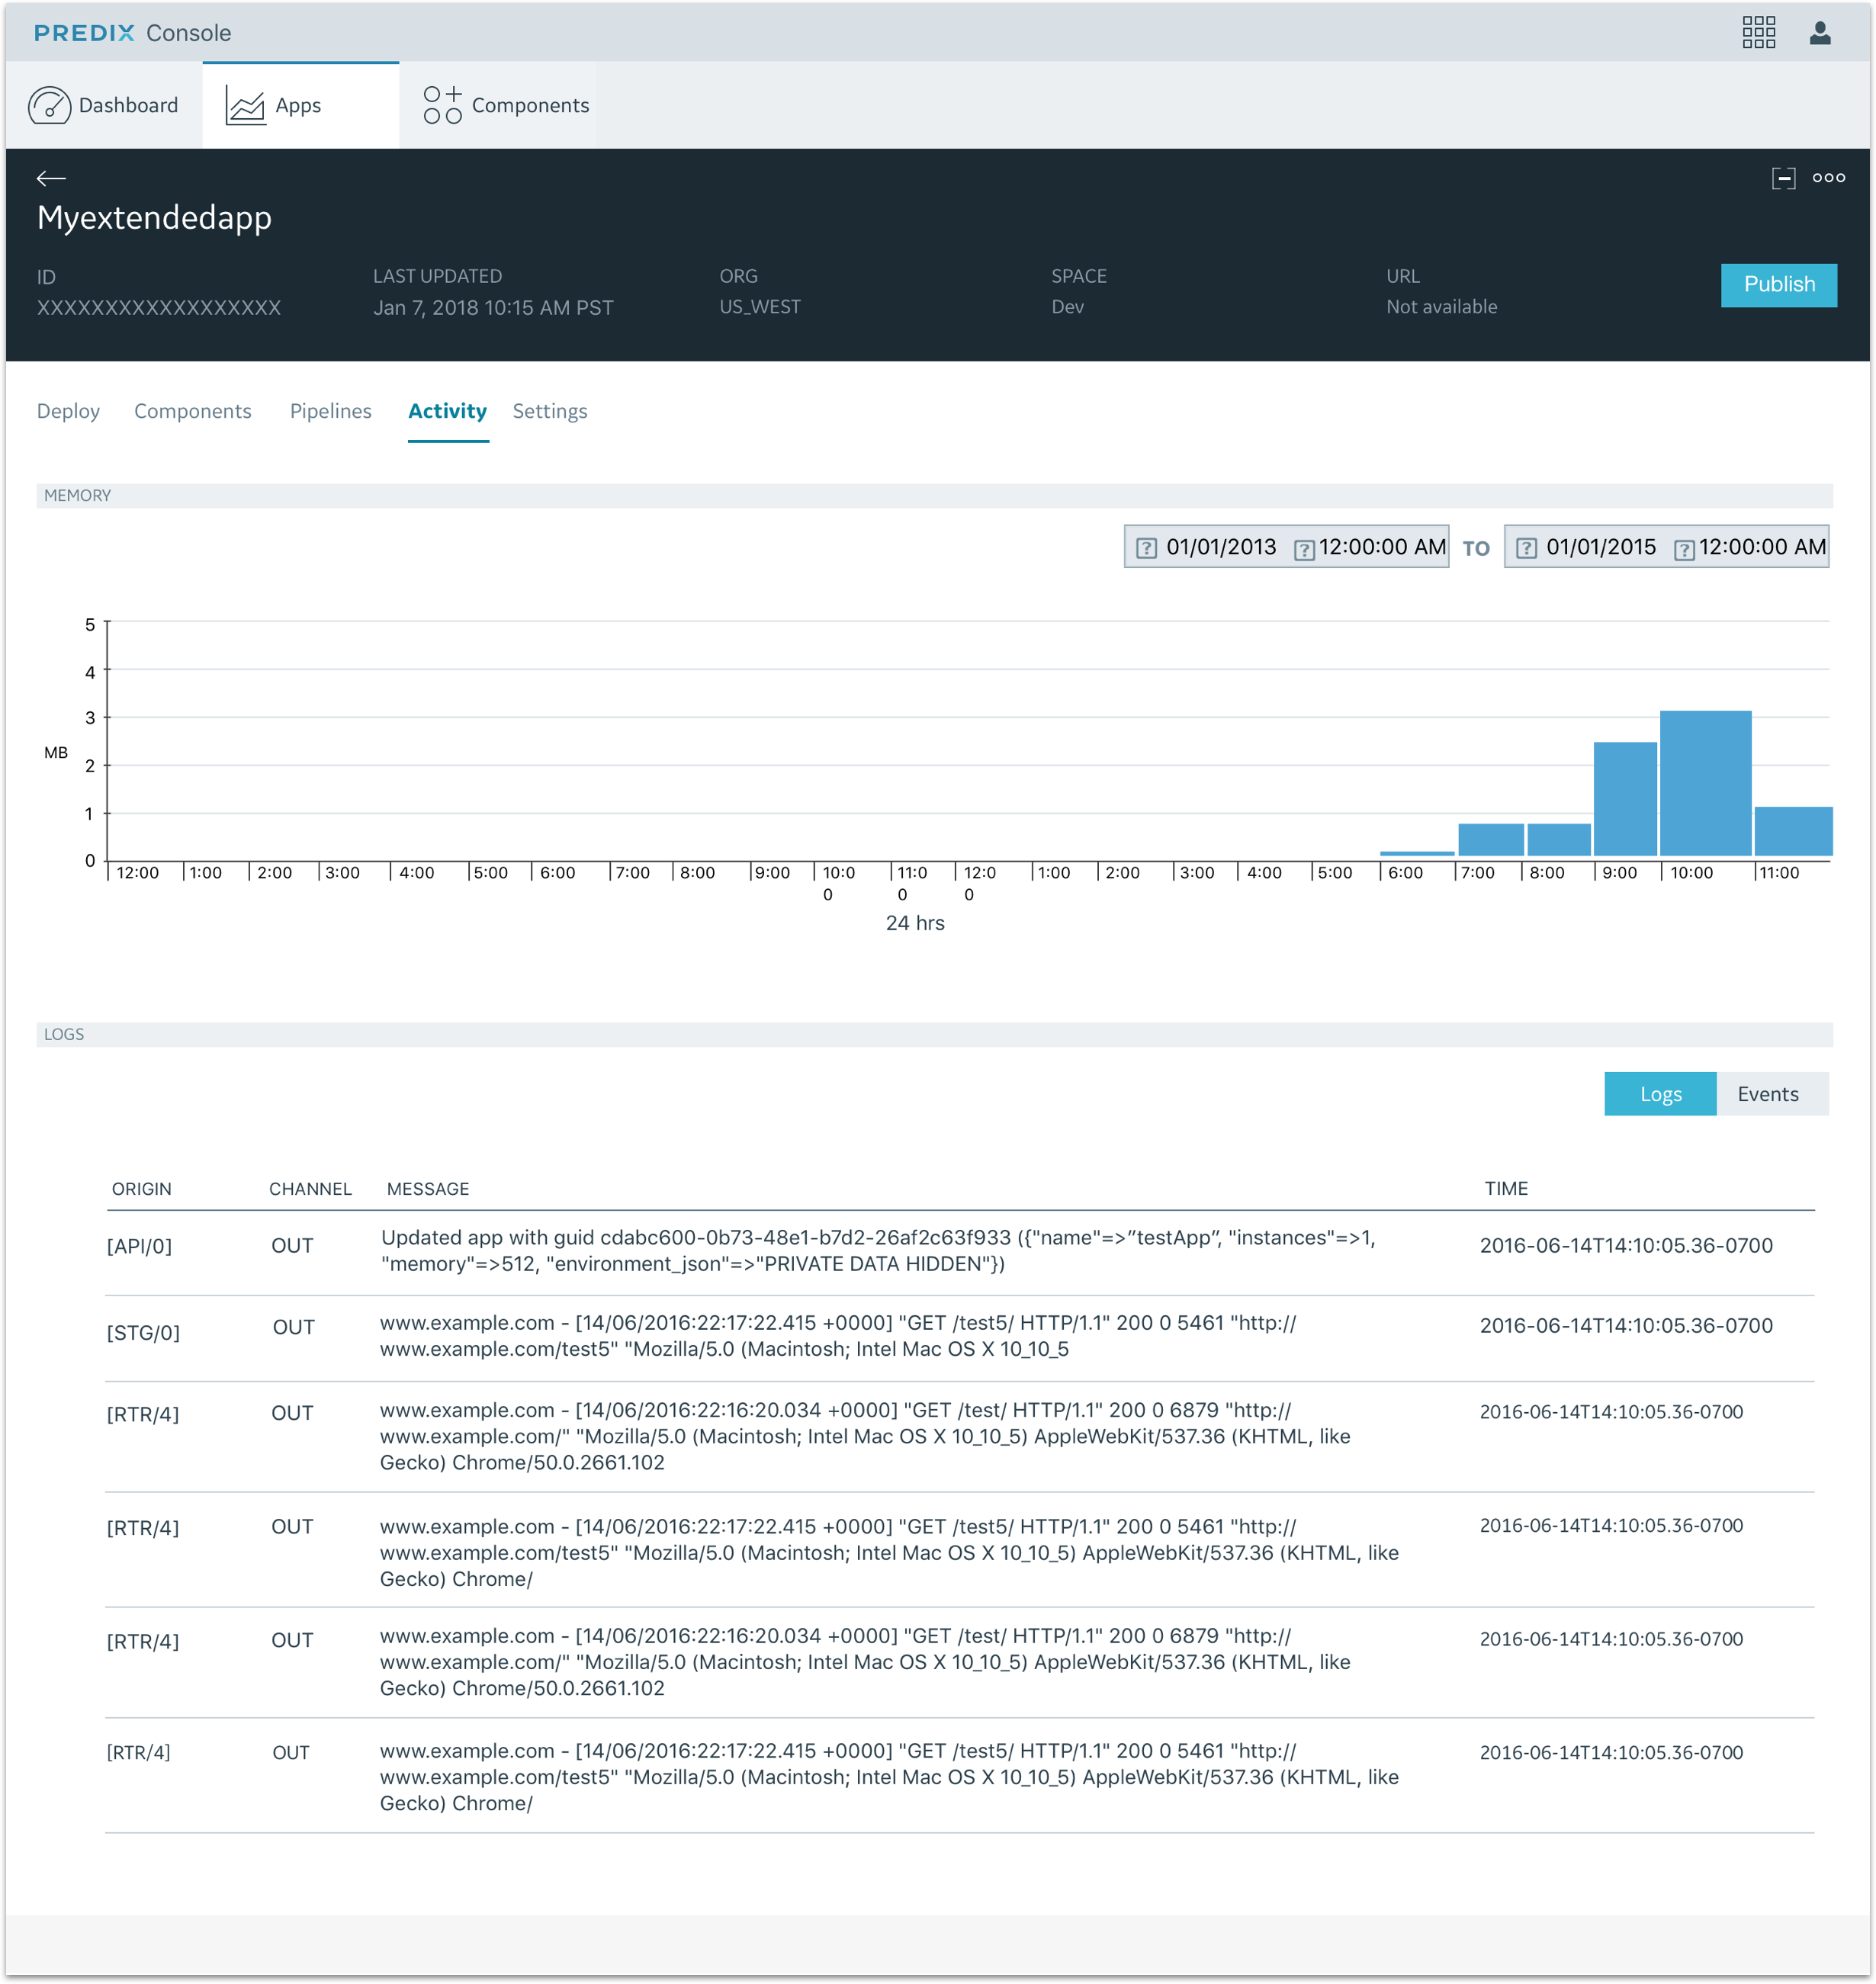 PREDIX Console
Dashboard
Apps
Components
Myextendedapp
ID
LAST UPDATED
ORG
SPACE
URL
XXXXXXXXXXXXXXXXXX
Jan 7, 2018 10:15 AM PST
US_WEST
Dev
Not available
Publish
Deploy
Components
Pipelines
Activity
Settings
MEMORY
? 01/01/2013 ? 12:00:00 AM TO ? 01/01/2015 ? 12:00:00 AM
5
4
3
MB
2
1
0
12:00 1:00 2:00 3:00 4:00 5:00 6:00 7:00 8:00 9:00 10:0 11:0 12:0 1:00 2:00 3:00 4:00 5:00 6:00 7:00 8:00 9:00 10:00 11:00
0 0 0
24 hrs
LOGS
Logs
Events
ORIGIN CHANNEL MESSAGE TIME
[API/0] OUT
Updated app with guid cdabc600-0b73-48e1-b7d2-26af2c63f933 ({"name"=>”testApp”, "instances"=>1,
"memory"=>512, "environment_json"=>"PRIVATE DATA HIDDEN"})
2016-06-14T14:10:05.36-0700
[STG/0] OUT
www.example.com - [14/06/2016:22:17:22.415 +0000] "GET /test5/ HTTP/1.1" 200 0 5461 "http://
www.example.com/test5" "Mozilla/5.0 (Macintosh; Intel Mac OS X 10_10_5
2016-06-14T14:10:05.36-0700
[RTR/4] OUT
www.example.com - [14/06/2016:22:16:20.034 +0000] "GET /test/ HTTP/1.1" 200 0 6879 "http://
www.example.com/" "Mozilla/5.0 (Macintosh; Intel Mac OS X 10_10_5) AppleWebKit/537.36 (KHTML, like
Gecko) Chrome/50.0.2661.102
2016-06-14T14:10:05.36-0700
[RTR/4] OUT
www.example.com - [14/06/2016:22:17:22.415 +0000] "GET /test5/ HTTP/1.1" 200 0 5461 "http://
www.example.com/test5" "Mozilla/5.0 (Macintosh; Intel Mac OS X 10_10_5) AppleWebKit/537.36 (KHTML, like
Gecko) Chrome/
2016-06-14T14:10:05.36-0700
[RTR/4] OUT
www.example.com - [14/06/2016:22:16:20.034 +0000] "GET /test/ HTTP/1.1" 200 0 6879 "http://
www.example.com/" "Mozilla/5.0 (Macintosh; Intel Mac OS X 10_10_5) AppleWebKit/537.36 (KHTML, like
Gecko) Chrome/50.0.2661.102
2016-06-14T14:10:05.36-0700
[RTR/4] OUT
www.example.com - [14/06/2016:22:17:22.415 +0000] "GET /test5/ HTTP/1.1" 200 0 5461 "http://
www.example.com/test5" "Mozilla/5.0 (Macintosh; Intel Mac OS X 10_10_5) AppleWebKit/537.36 (KHTML, like
Gecko) Chrome/
2016-06-14T14:10:05.36-0700